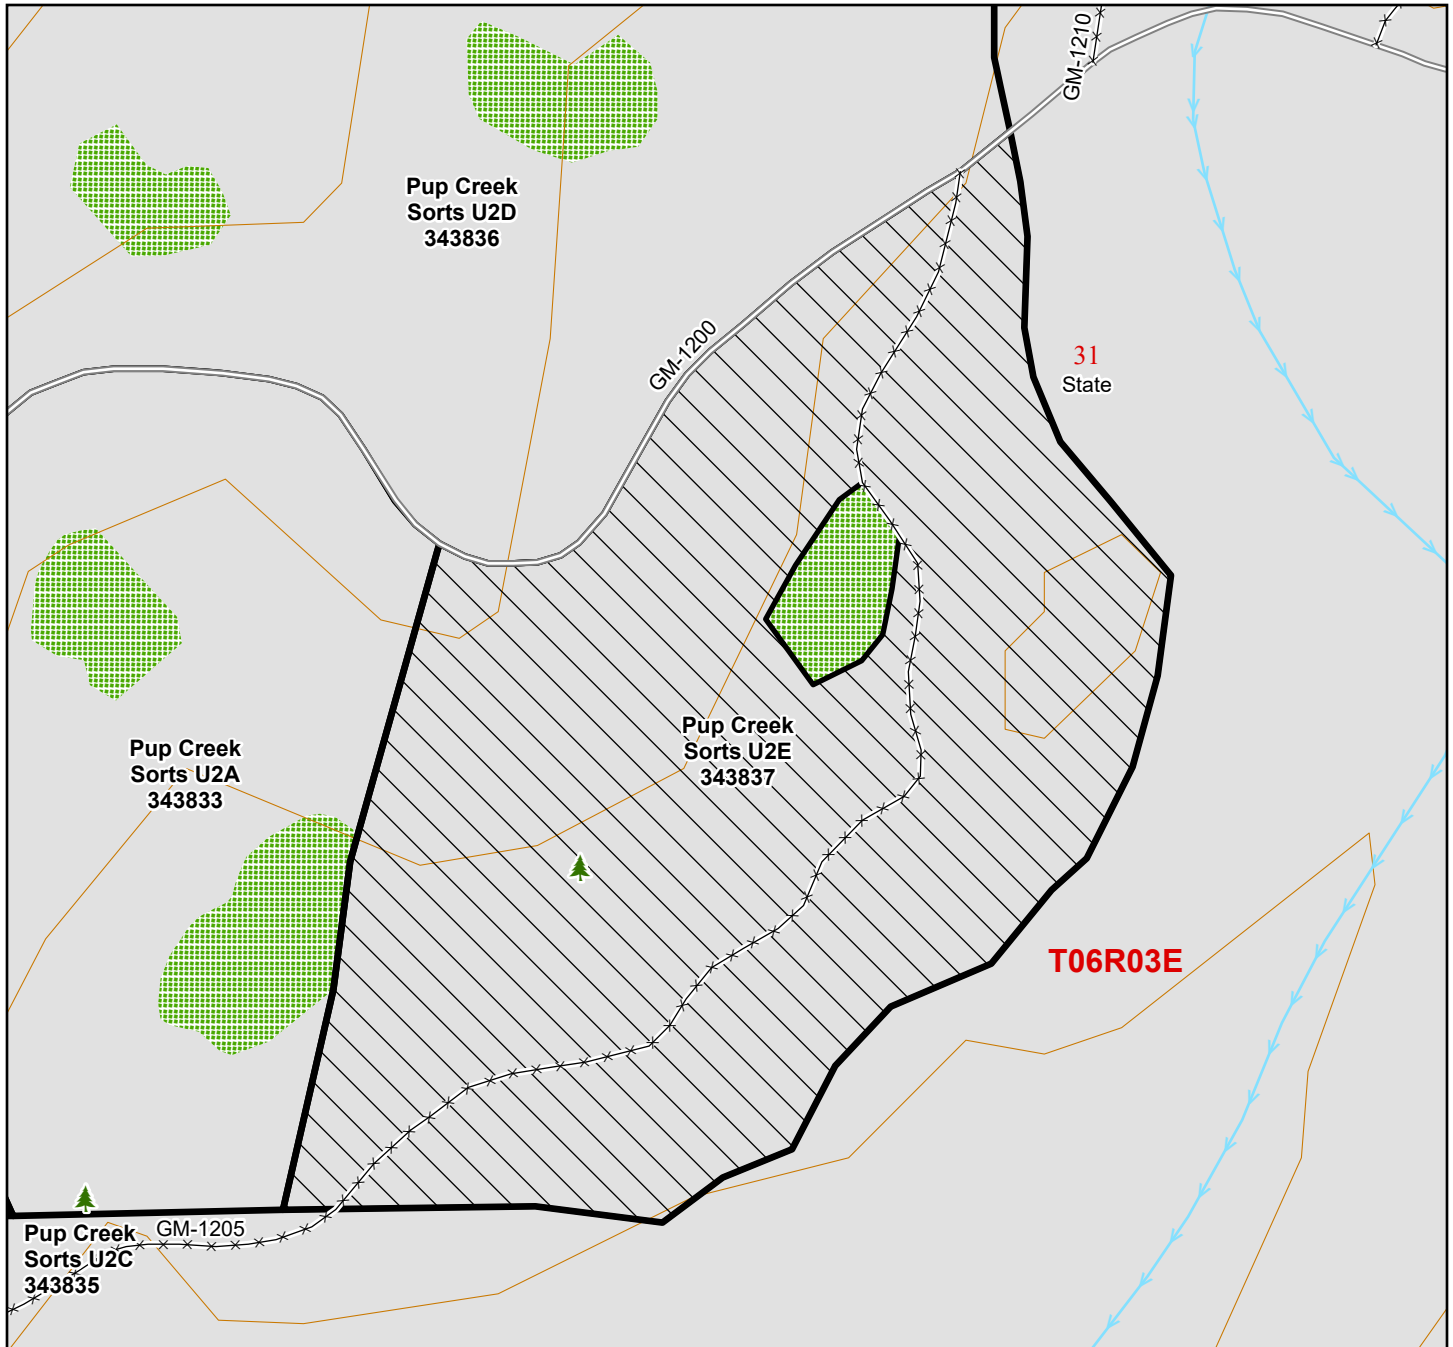 GM-1210
Pup Creek
Sorts U2D
343836
GM-1200
31
State
Pup Creek
Sorts U2E
343837
Pup Creek
Sorts U2A
343833
T06R03E
GM-1205
Pup Creek
Sorts U2C
343835